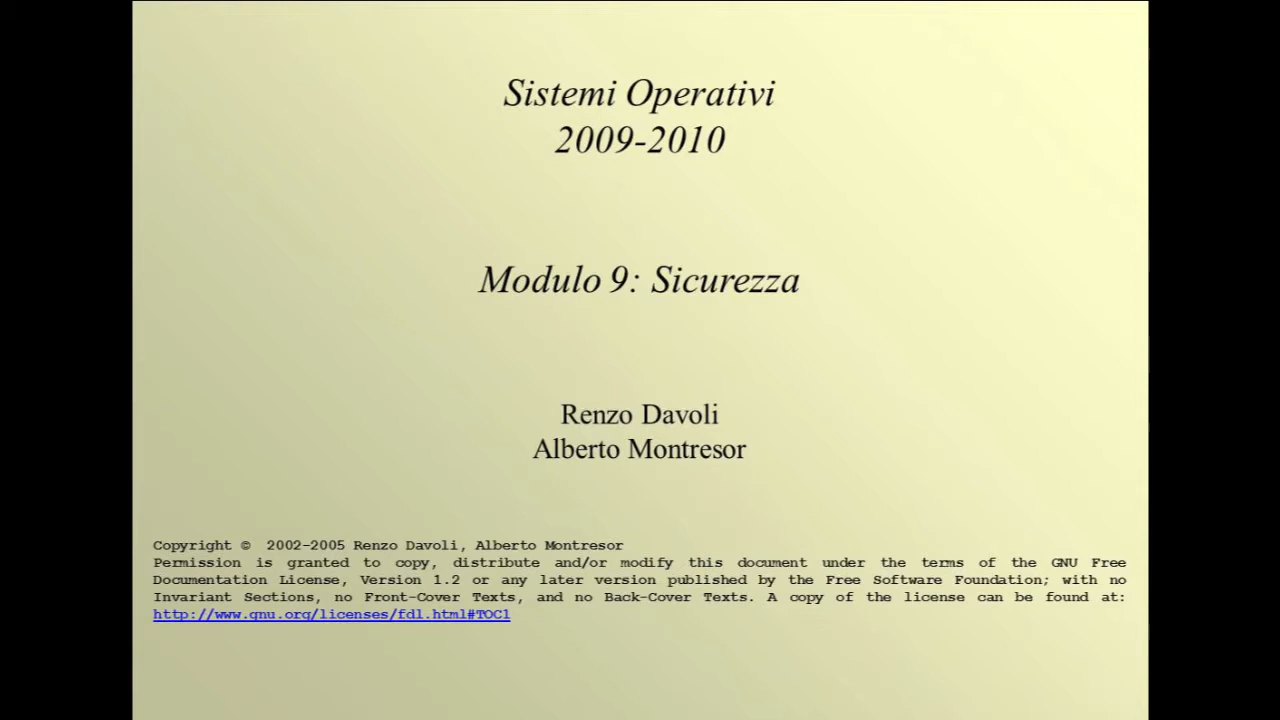 Sistemi Operativi
2009-2010
Modulo 9: Sicurezza
Renzo Davoli
Alberto Montresor
Copyright © 2002-2005 Renzo Davoli, Alberto Montresor
Permission is granted to copy, distribute and/or modify this document under the terms of the GNU Free
Documentation License, Version 1.2 or any later version published by the Free Software Foundation; with no
Invariant Sections, no Front-Cover Texts, and no Back-Cover Texts. A copy of the license can be found at:
http://www.gnu.org/licenses/fdl.html#TOC1